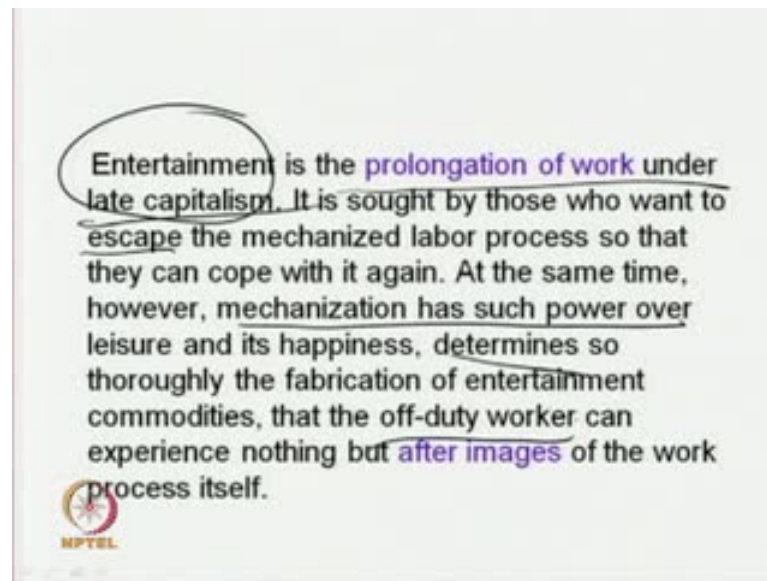 Entertainment is the prolongation of work under
late capitalism. It is sought by those who want to
escape the mechanized labor process so that
they can cope with it again. At the same time,
however, mechanization has such power over
leisure and its happiness, determines so
thoroughly the fabrication of entertainment
commodities, that the off-duty worker can
experience nothing but after images of the work
process itself.
NPTEL